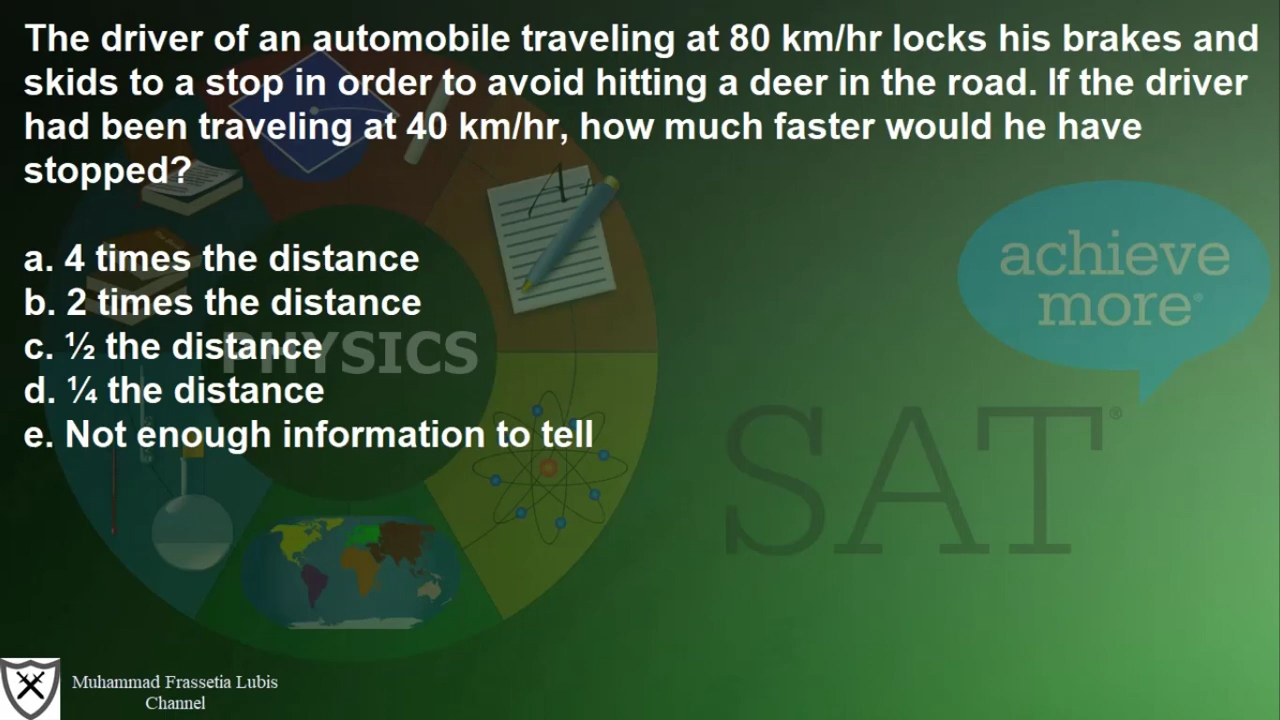 The driver of an automobile traveling at 80 km/hr locks his brakes and
skids to a stop in order to avoid hitting a deer in the road. If the driver
had been traveling at 40 km/hr, how much faster would he have
stopped?
a. 4 times the distance
b. 2 times the distance
c. ½ the distance
d. ¼ the distance
e. Not enough information to tell
PHYSICS
A+
achieve
more®
SAT®
Muhammad Frassetia Lubis
Channel